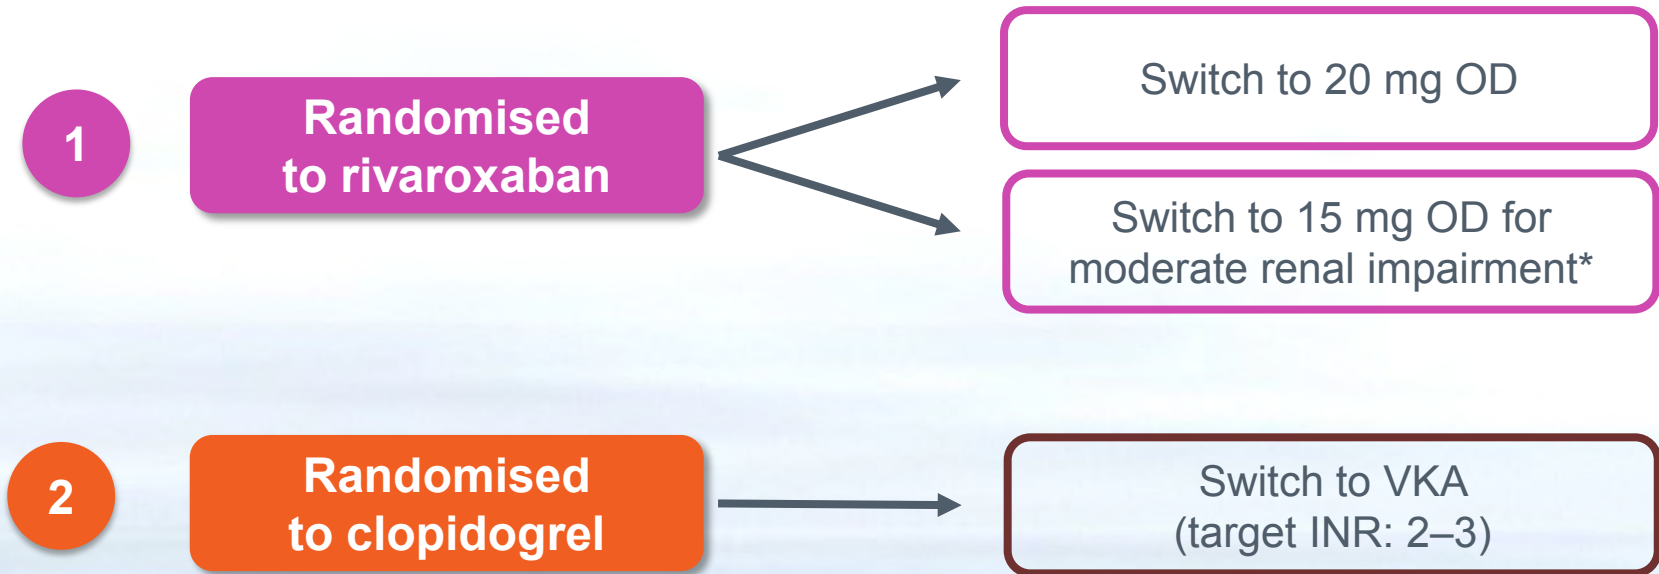 1
Randomised
to rivaroxaban
Switch to 20 mg OD
Switch to 15 mg OD for
moderate renal impairment*
2
Randomised
to clopidogrel
Switch to VKA
(target INR: 2–3)